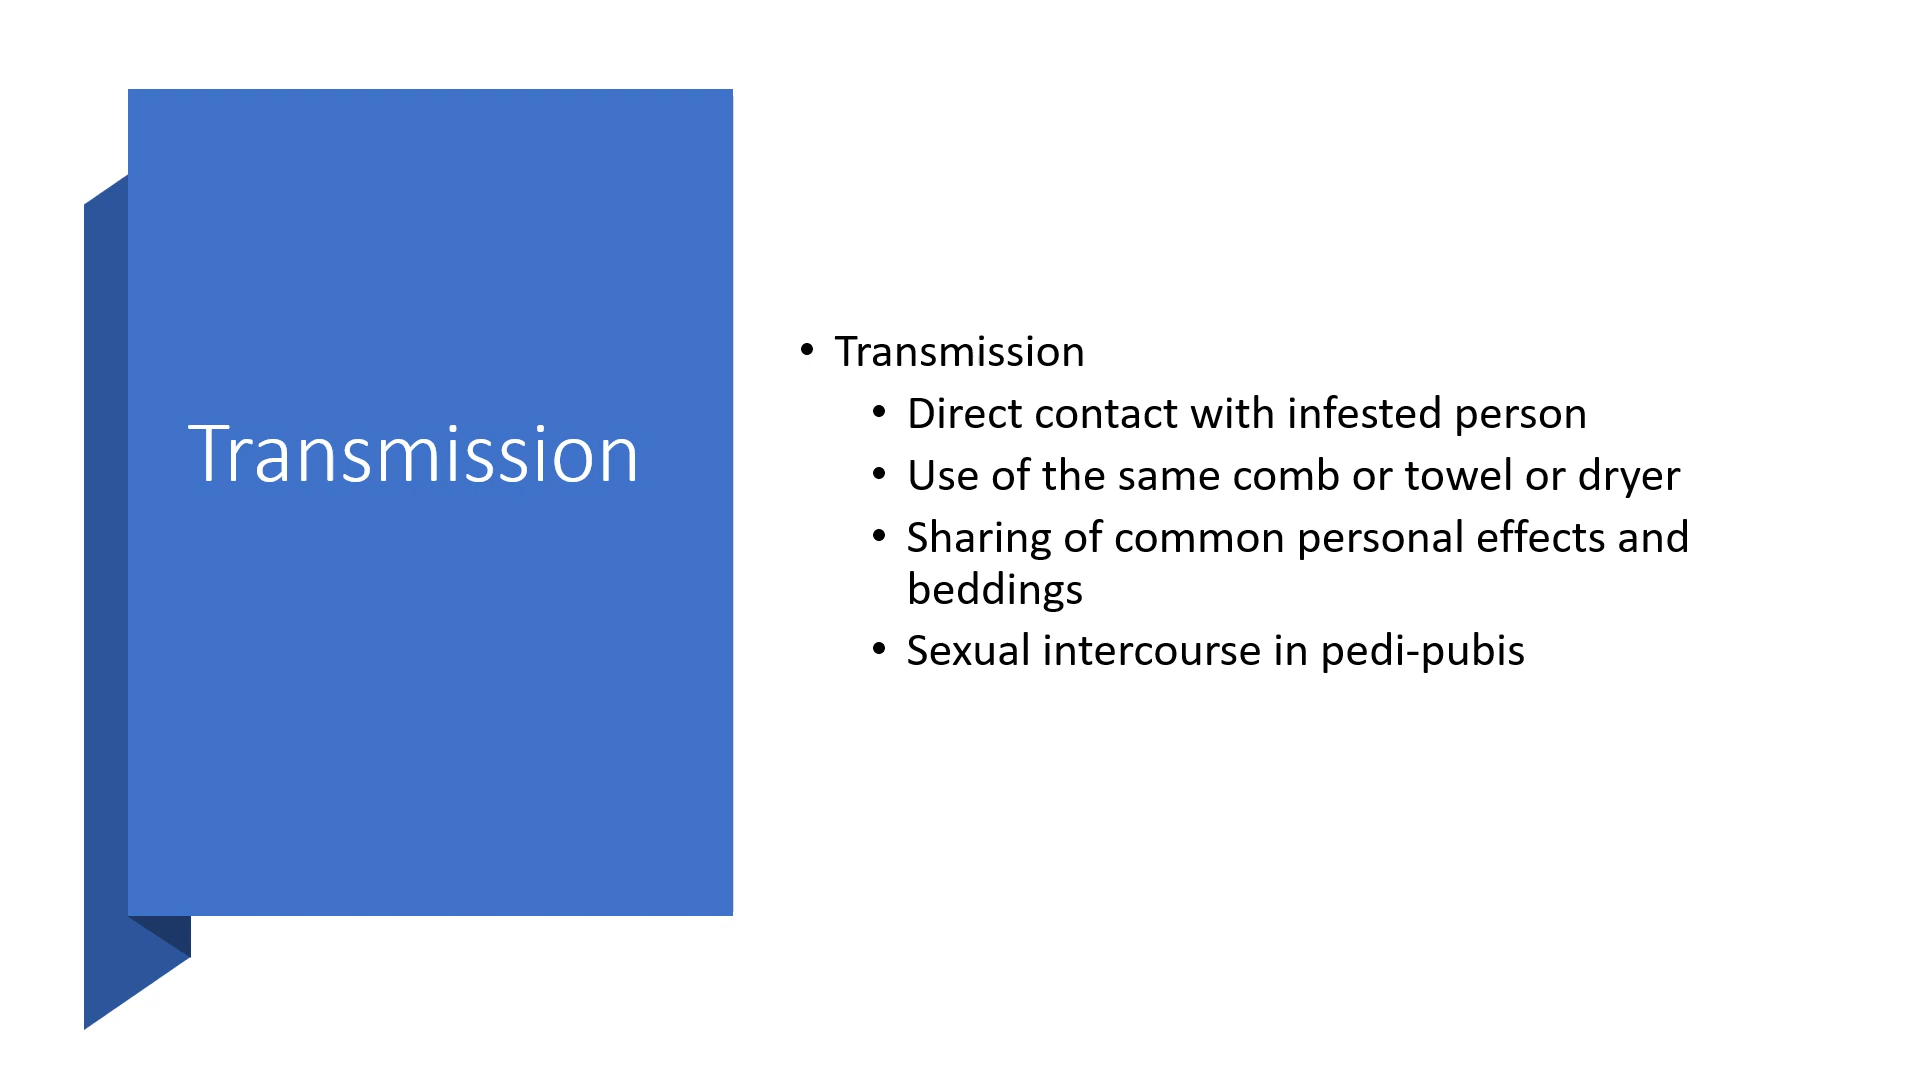 Transmission
• Transmission
• Direct contact with infested person
• Use of the same comb or towel or dryer
• Sharing of common personal effects and
beddings
• Sexual intercourse in pedi-pubis